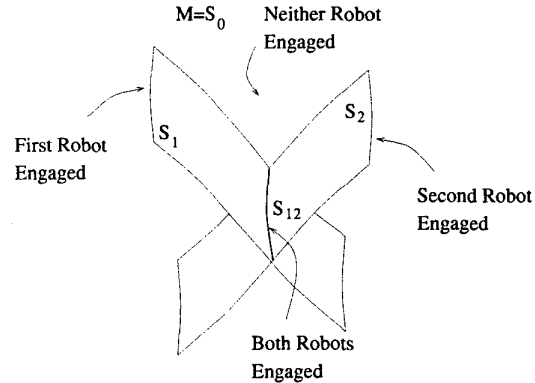 M=S0
Neither Robot
Engaged
S2
S1
First Robot
Engaged
S12
Second Robot
Engaged
Both Robots
Engaged